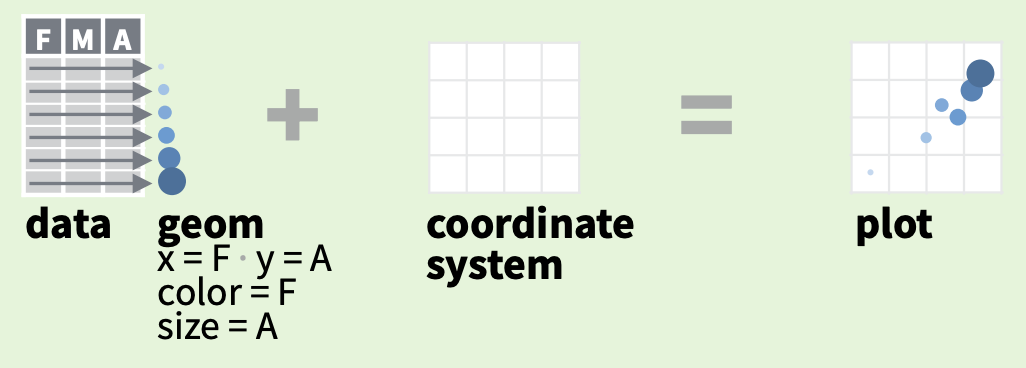 F M A
+
=
data
geom
x = F · y = A
color = F
size = A
coordinate
system
plot